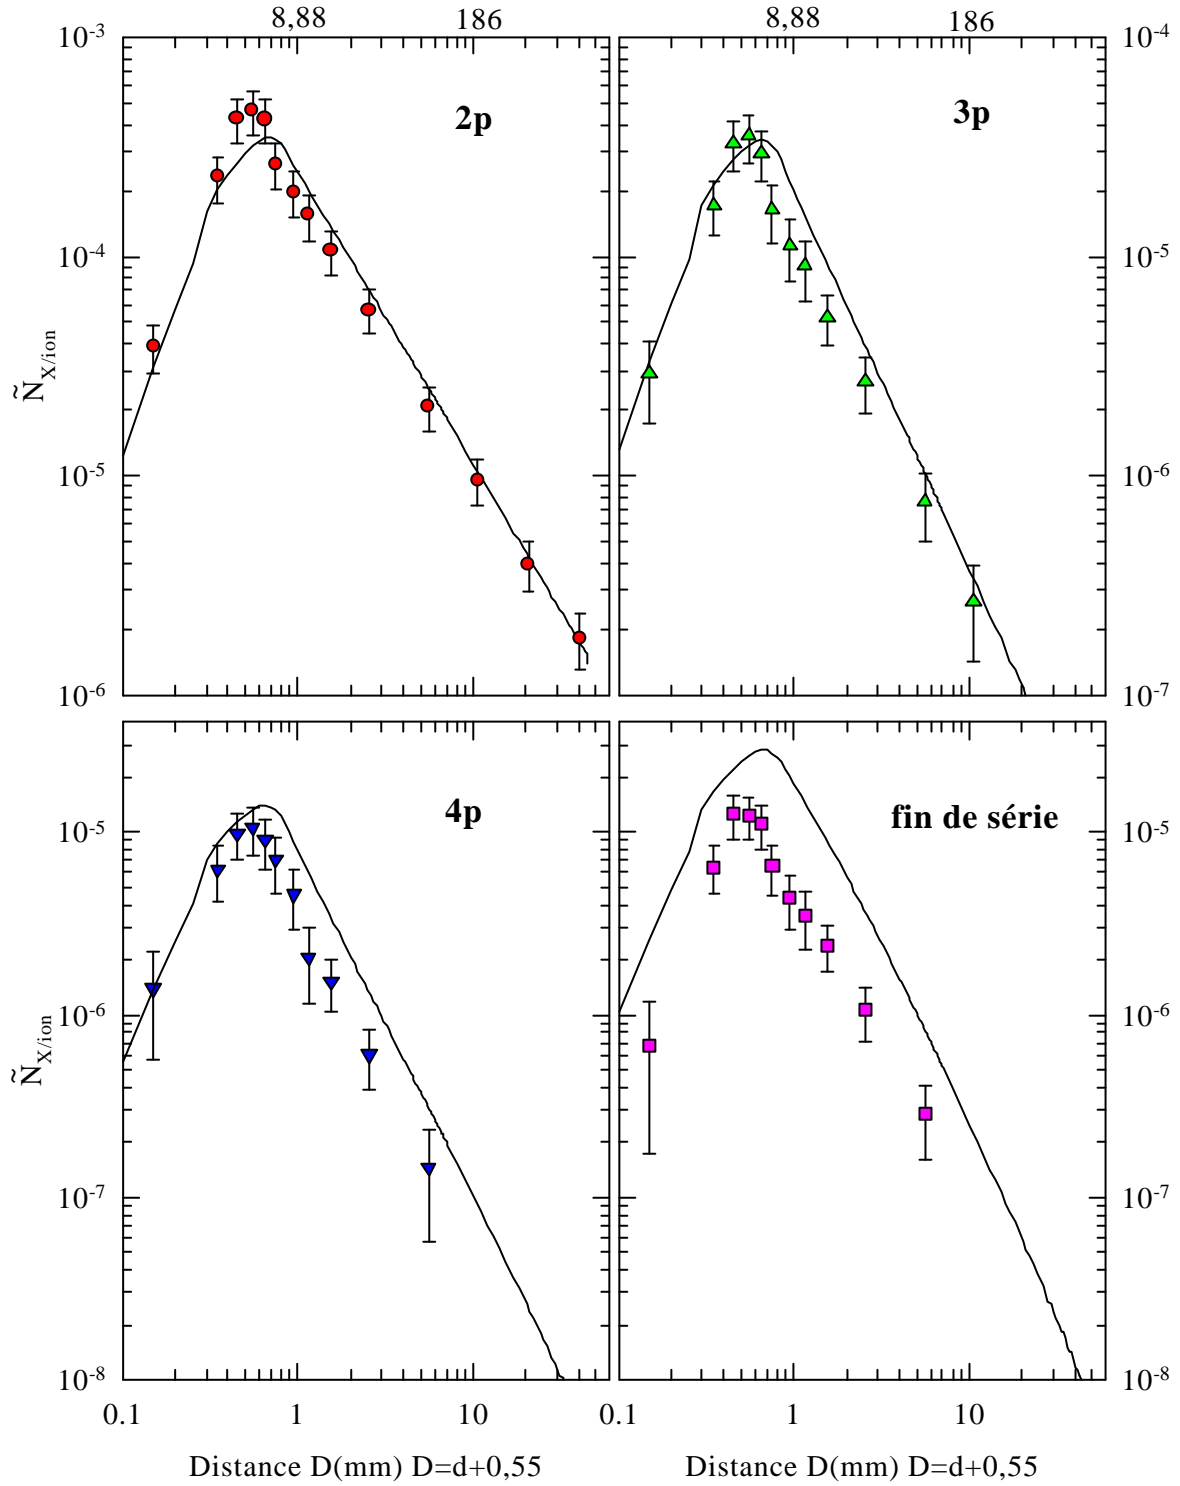 8,88 186 8,88 186
10-3 10-4
2p 3p
10-4 10-5
ÑX/ion
10-5 10-6
10-6 10-7
4p fin de série
10-5 10-5
10-6 10-6
ÑX/ion
10-7 10-7
10-8 10-8
0.1 1 10 0.1 1 10
Distance D(mm) D=d+0,55 Distance D(mm) D=d+0,55